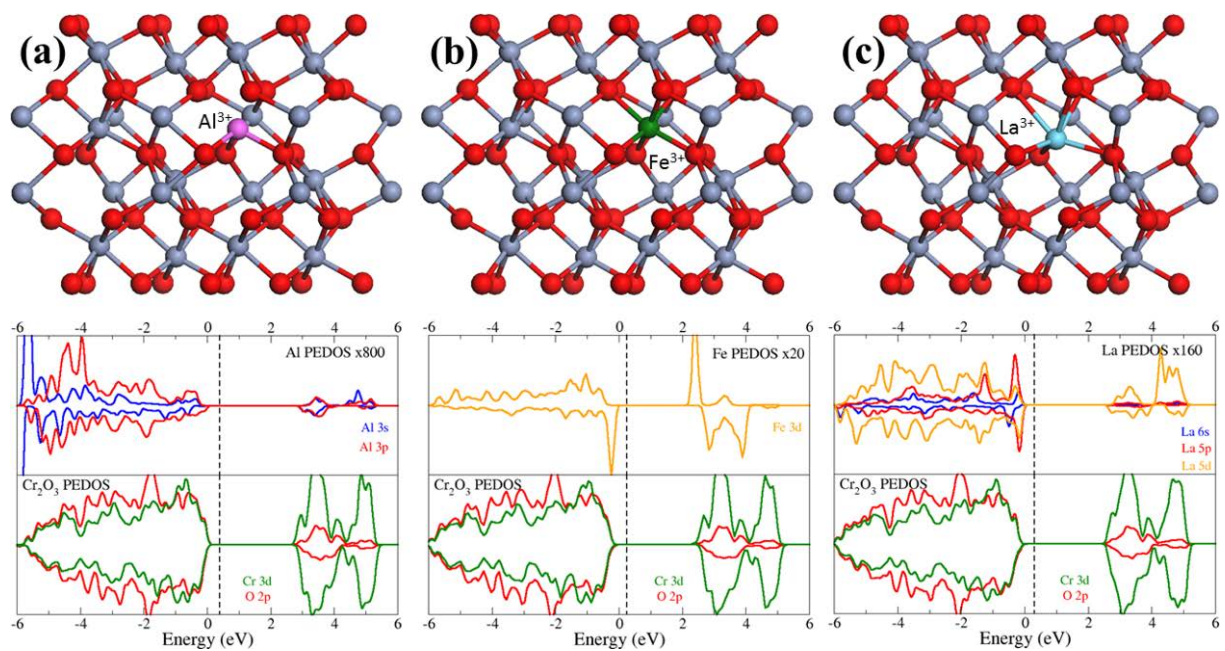 (a) (b) (c)
Al3+ Fe3+ La3+
-6 -4 -2 0 2 4 6 -4 -2 0 2 4 6 -4 -2 0 2 4 6
Al PEDOS x800 Fe PEDOS x20 La PEDOS x160
Al 3s Fe 3d La 6s
Al 3p La 5p
La 5d
Cr2O3 PEDOS Cr2O3 PEDOS Cr2O3 PEDOS
Cr 3d Cr 3d Cr 3d
O 2p O 2p O 2p
-6 -4 -2 0 2 4 6 -6 -4 -2 0 2 4 6 -6 -4 -2 0 2 4 6
Energy (eV) Energy (eV) Energy (eV)